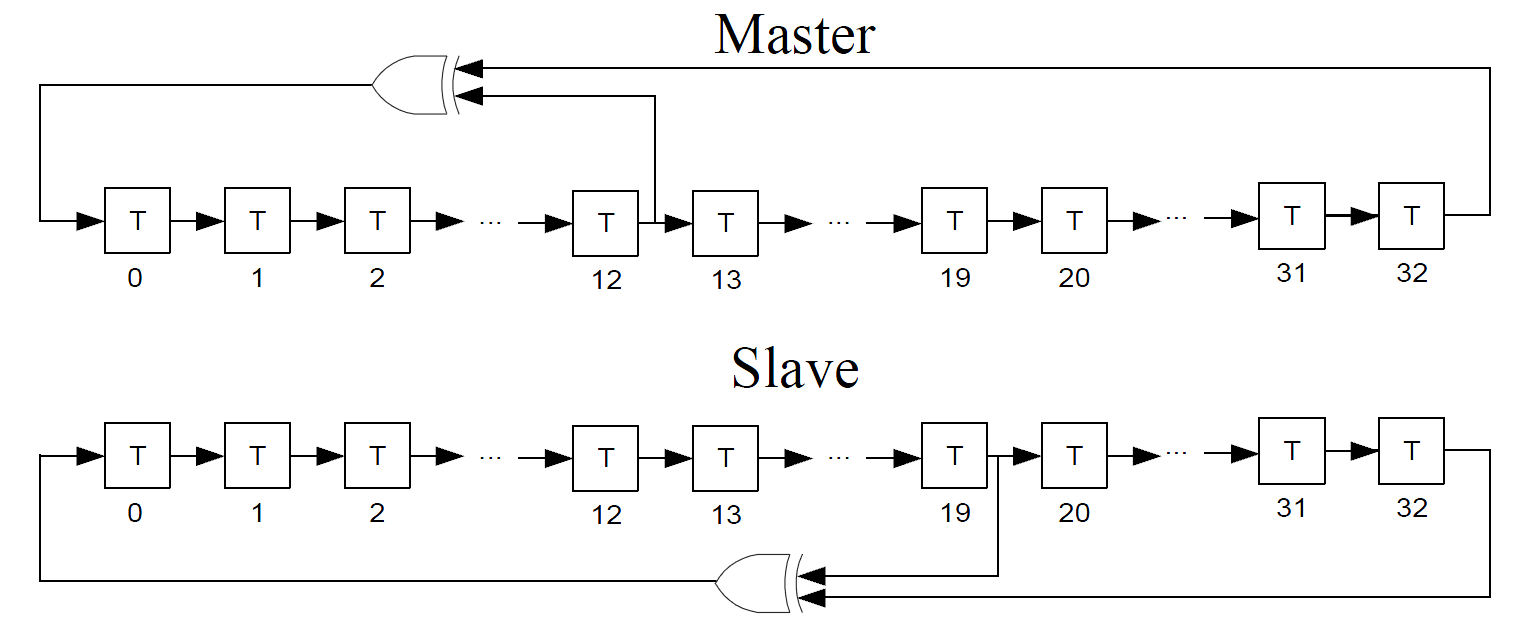 Master
T T T ... T T ... T T ... T T
0 1 2 12 13 19 20 31 32
Slave
T T T ... T T ... T T ... T T
0 1 2 12 13 19 20 31 32